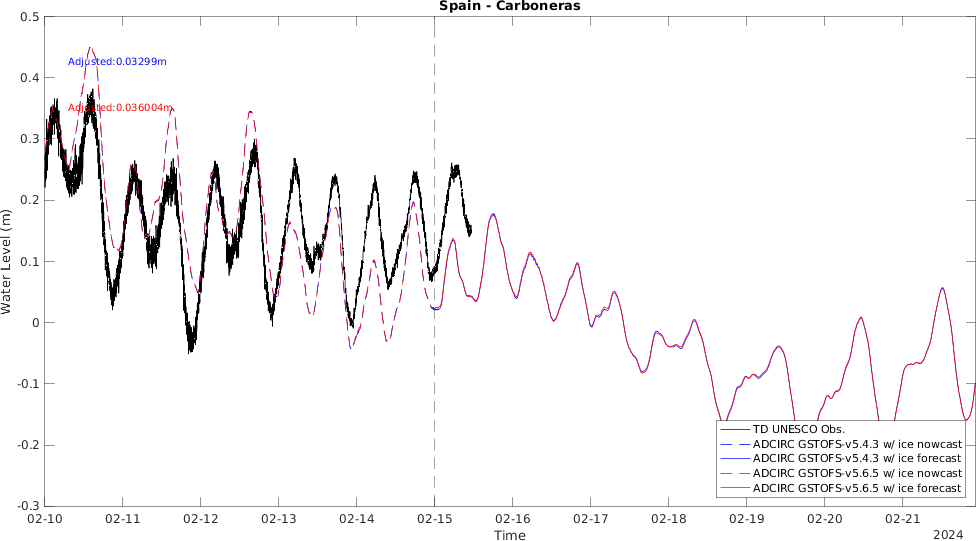 Spain - Carboneras
0.5
0.4
0.3
0.2
0.1
0
-0.1
-0.2
-0.3
Water Level (m)
Adjusted:0.03299m
Adjusted:0.036004m
TD UNESCO Obs.
ADCIRC GSTOFS-v5.4.3 w/ ice nowcast
ADCIRC GSTOFS-v5.4.3 w/ ice forecast
ADCIRC GSTOFS-v5.6.5 w/ ice nowcast
ADCIRC GSTOFS-v5.6.5 w/ ice forecast
02-10 02-11 02-12 02-13 02-14 02-15 02-16 02-17 02-18 02-19 02-20 02-21
Time
2024